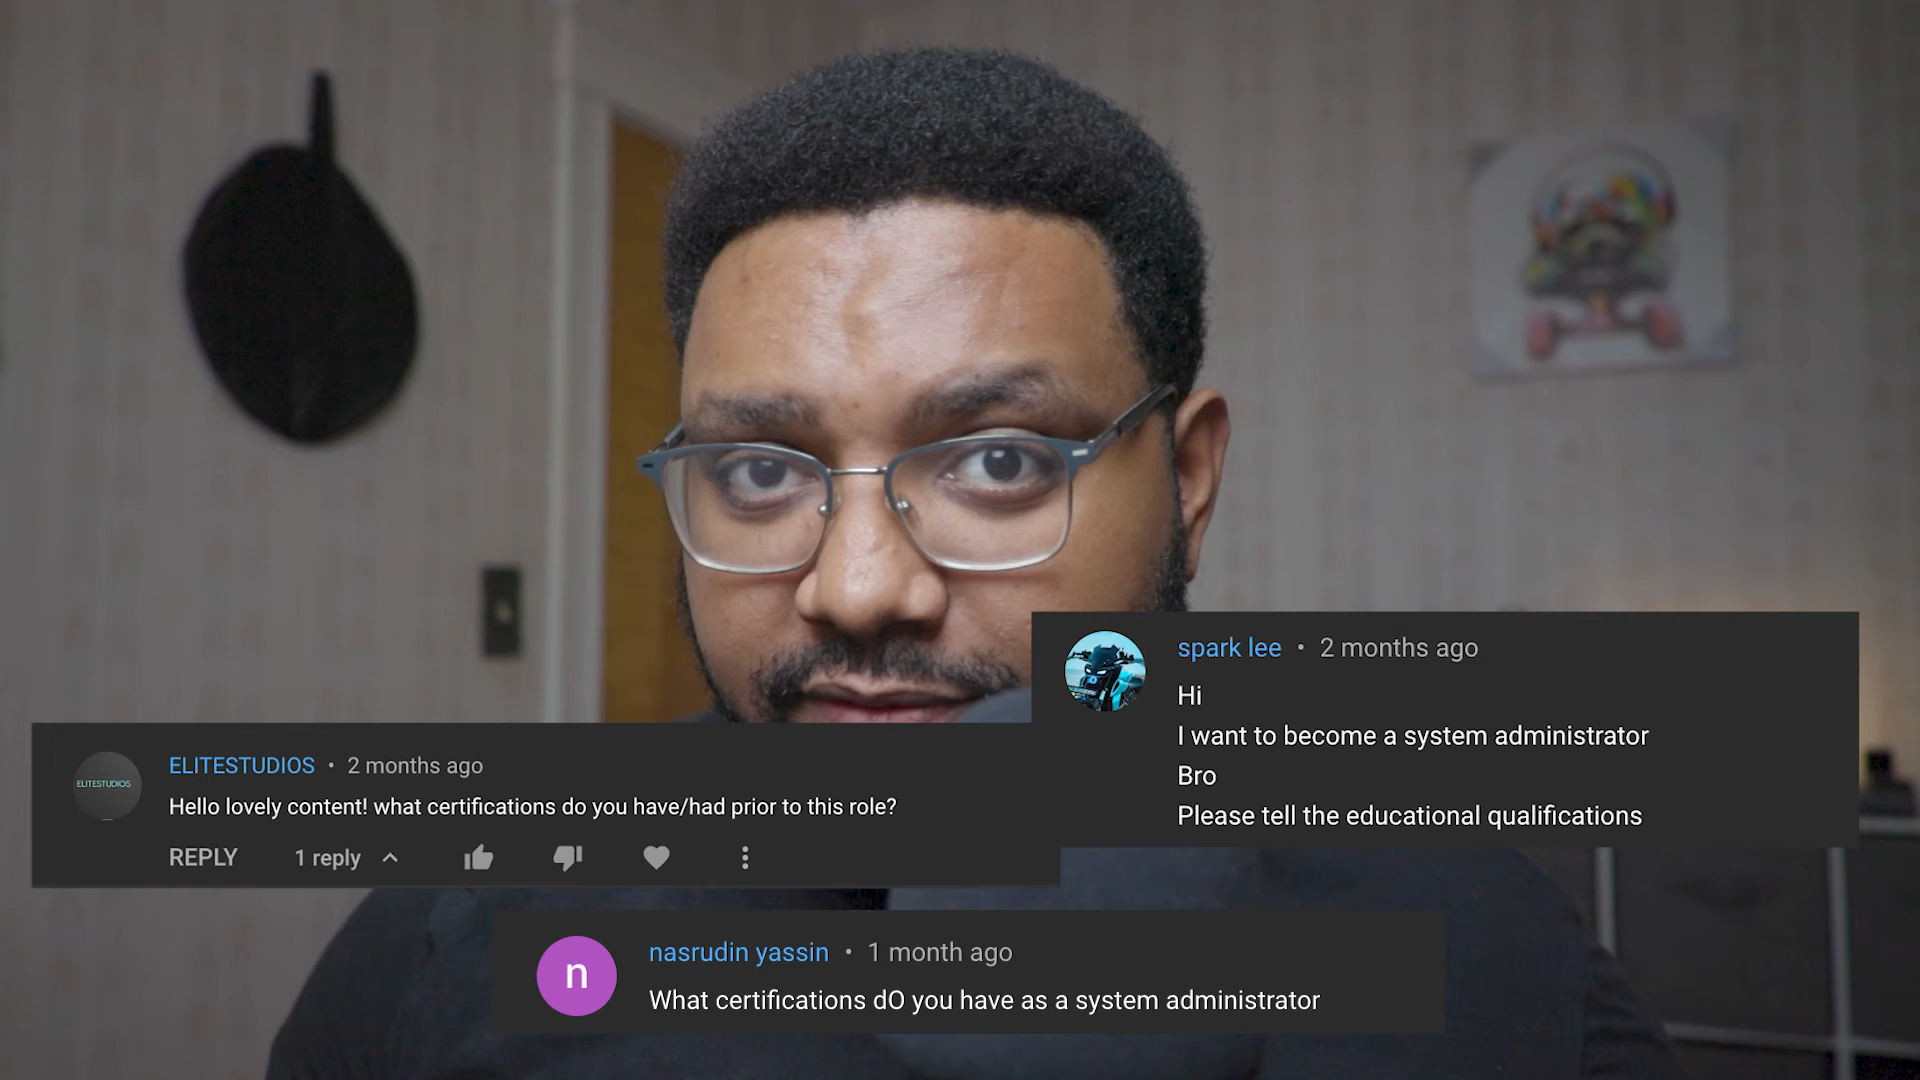 spark lee • 2 months ago
Hi
I want to become a system administrator
Bro
Please tell the educational qualifications
ELITESTUDIOS
ELITESTUDIOS • 2 months ago
Hello lovely content! what certifications do you have/had prior to this role?
REPLY 1 reply
n
nasrudin yassin • 1 month ago
What certifications dO you have as a system administrator